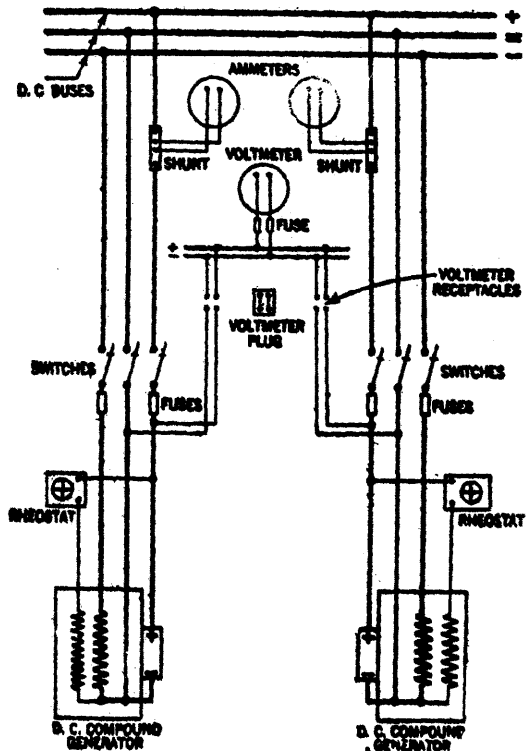 +
=
-
D. C BUSES
AMMETERS
SHUNT
VOLTMETER
SHUNT
FUSE
+
-
VOLTMETER
RECEPTACLES
VOLTMETER
PLUG
SWITCHES
SWITCHES
FUSES
FUSES
RHEOSTAT
RHEOSTAT
+
+
D. C. COMPOUND
GENERATOR
D. C. COMPOUND
GENERATOR